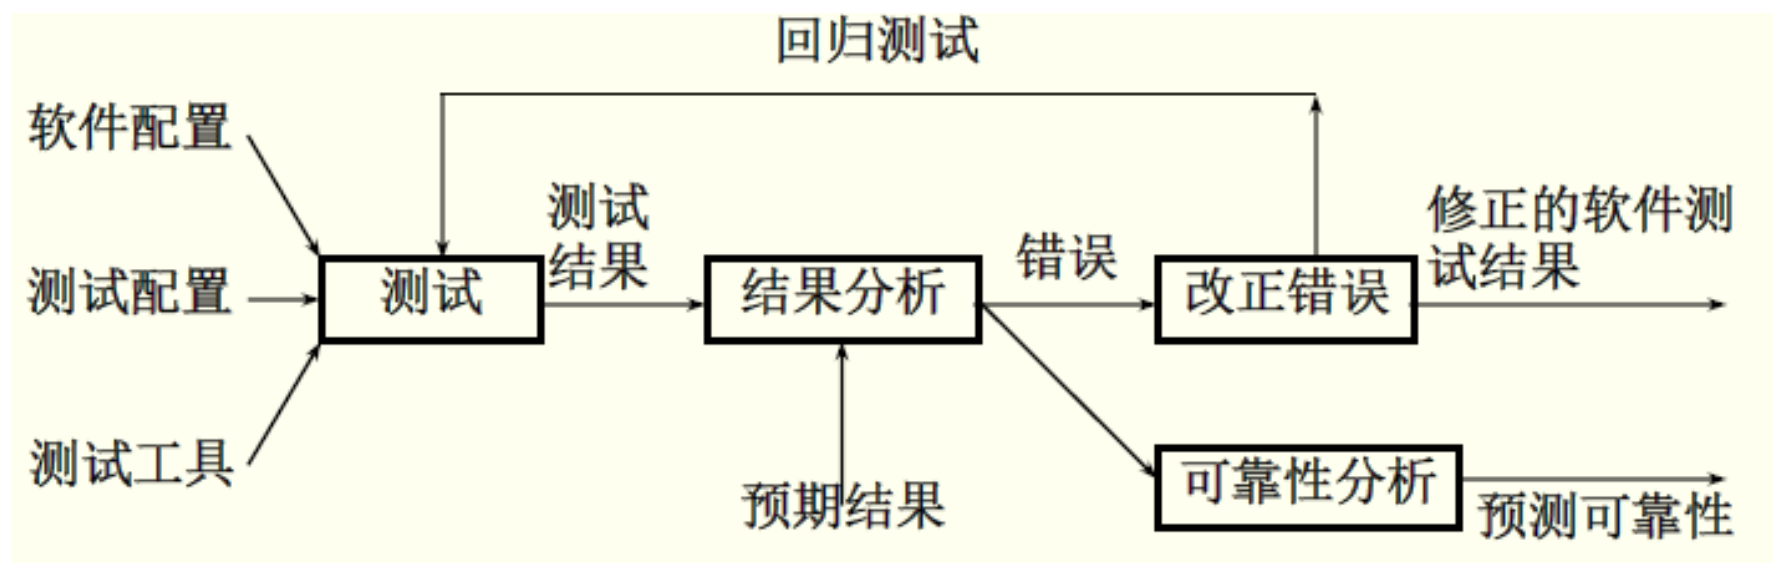 回归测试
软件配置
测试
结果
修正的软件测
试结果
错误
测试配置
测试
结果分析
改正错误
测试工具
预期结果
可靠性分析
预测可靠性